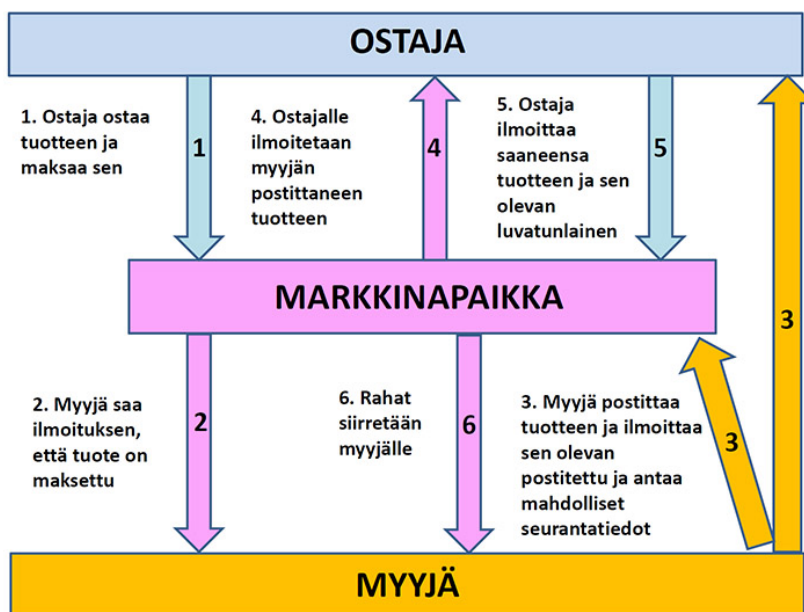 OSTAJA
1. Ostaja ostaa
tuotteen ja
maksaa sen
1
4. Ostajalle
ilmoitetaan
myyjän
postittaneen
tuotteen
4
5. Ostaja
ilmoittaa
saaneensa
tuotteen ja sen
olevan
luvatunlainen
5
3
MARKKINAPAIKKA
2. Myyjä saa
ilmoituksen,
että tuote on
maksettu
2
6. Rahat
siirretään
myyjälle
6
3. Myyjä postittaa
tuotteen ja ilmoittaa
sen olevan
postitettu ja antaa
mahdolliset
seurantatiedot
3
MYYJÄ